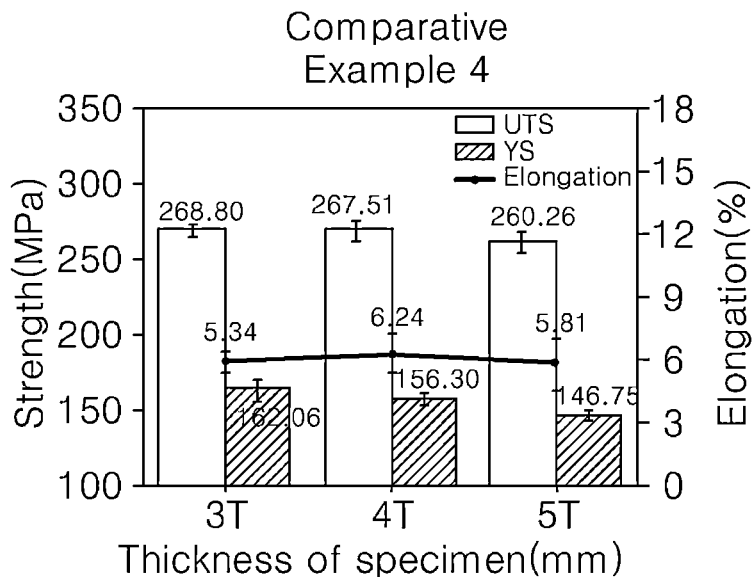 Comparative
Example 4
350
300
250
200
150
100
Strength(MPa)
18
15
12
9
6
3
0
Elongation(%)
UTS
YS
Elongation
268.80
267.51
260.26
5.34
6.24
5.81
162.06
156.30
146.75
3T
4T
5T
Thickness of specimen(mm)